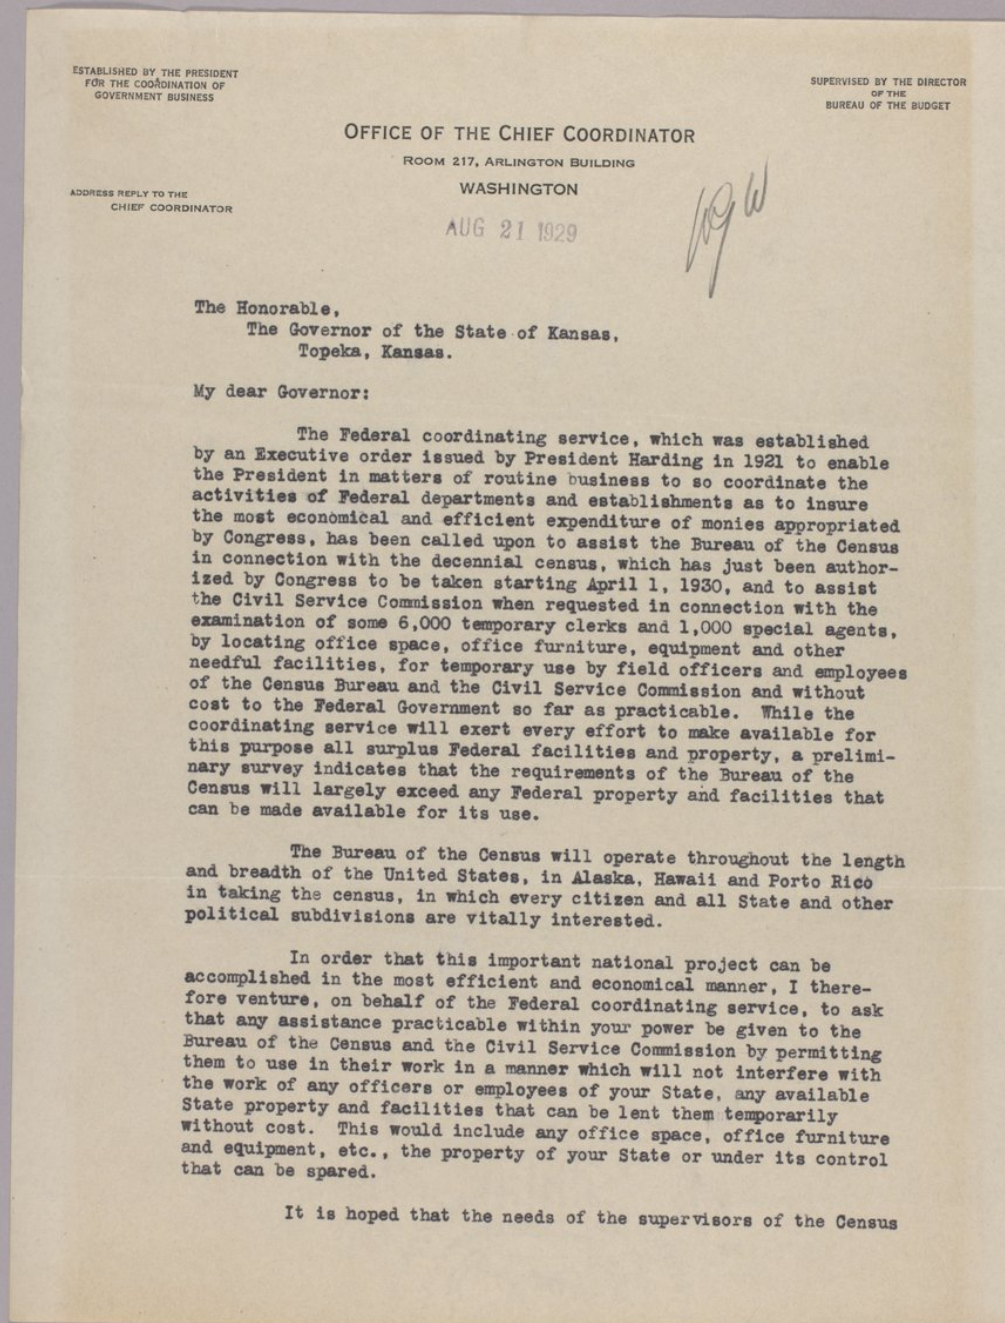 ESTABLISHED BY THE PRESIDENT
FOR THE COORDINATION OF
GOVERNMENT BUSINESS
SUPERVISED BY THE DIRECTOR
OF THE
BUREAU OF THE BUDGET
OFFICE OF THE CHIEF COORDINATOR
ROOM 217, ARLINGTON BUILDING
WASHINGTON
ADDRESS REPLY TO THE
CHIEF COORDINATOR
AUG 21 1929
The Honorable,
The Governor of the State of Kansas,
Topeka, Kansas.
My dear Governor:
The Federal coordinating service, which was established
by an Executive order issued by President Harding in 1921 to enable
the President in matters of routine business to so coordinate the
activities of Federal departments and establishments as to insure
the most economical and efficient expenditure of monies appropriated
by Congress, has been called upon to assist the Bureau of the Census
in connection with the decennial census, which has just been author-
ized by Congress to be taken starting April 1, 1930, and to assist
the Civil Service Commission when requested in connection with the
examination of some 6,000 temporary clerks and 1,000 special agents,
by locating office space, office furniture, equipment and other
needful facilities, for temporary use by field officers and employees
of the Census Bureau and the Civil Service Commission and without
cost to the Federal Government so far as practicable. While the
coordinating service will exert every effort to make available for
this purpose all surplus Federal facilities and property, a prelimi-
nary survey indicates that the requirements of the Bureau of the
Census will largely exceed any Federal property and facilities that
can be made available for its use.
The Bureau of the Census will operate throughout the length
and breadth of the United States, in Alaska, Hawaii and Porto Rico
in taking the census, in which every citizen and all State and other
political subdivisions are vitally interested.
In order that this important national project can be
accomplished in the most efficient and economical manner, I there-
fore venture, on behalf of the Federal coordinating service, to ask
that any assistance practicable within your power be given to the
Bureau of the Census and the Civil Service Commission by permitting
them to use in their work in a manner which will not interfere with
the work of any officers or employees of your State, any available
State property and facilities that can be lent them temporarily
without cost. This would include any office space, office furniture
and equipment, etc., the property of your State or under its control
that can be spared.
It is hoped that the needs of the supervisors of the Census